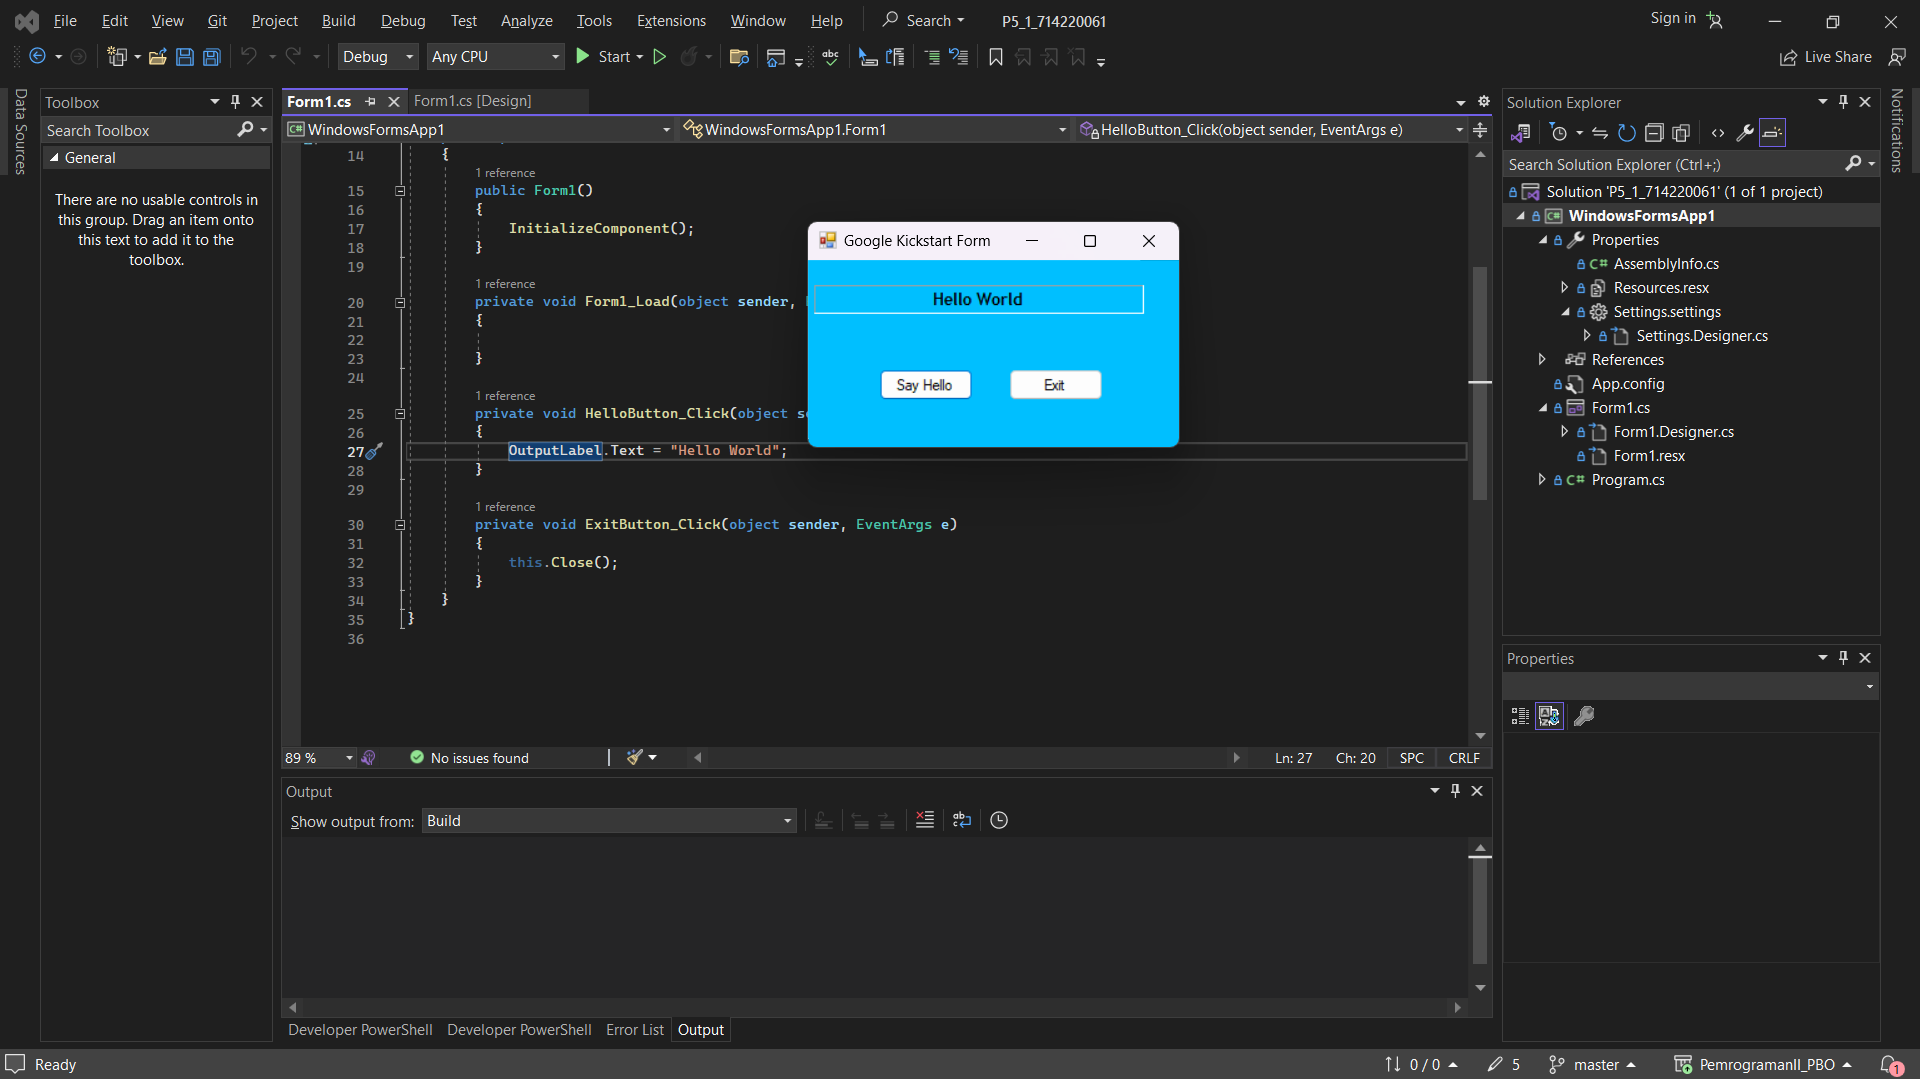 File Edit View Git Project Build Debug Test Analyze Tools Extensions Window Help Search P5_1_714220061 Sign in
Debug Any CPU Start Live Share
Data Sources
Toolbox
Search Toolbox
General
There are no usable controls in
this group. Drag an item onto
this text to add it to the
toolbox.
Form1.cs Form1.cs [Design]
WindowsFormsApp1 WindowsFormsApp1.Form1 HelloButton_Click(object sender, EventArgs e)
14 {
1 reference
15 public Form1()
16 {
17 InitializeComponent();
18 }
19
1 reference
20 private void Form1_Load(object sender,
21 {
22
23 }
24
1 reference
25 private void HelloButton_Click(object
26 {
27 OutputLabel.Text = "Hello World";
28 }
29
1 reference
30 private void ExitButton_Click(object sender, EventArgs e)
31 {
32 this.Close();
33 }
34 }
35 }
36
Google Kickstart Form
Hello World
Say Hello Exit
89 % No issues found Ln: 27 Ch: 20 SPC CRLF
Output
Show output from: Build
Developer PowerShell Developer PowerShell Error List Output
Solution Explorer
Search Solution Explorer (Ctrl+;)
Solution 'P5_1_714220061' (1 of 1 project)
C# WindowsFormsApp1
Properties
C# AssemblyInfo.cs
Resources.resx
Settings.settings
Settings.Designer.cs
References
App.config
Form1.cs
Form1.Designer.cs
Form1.resx
C# Program.cs
Properties
Notifications
Ready 0 / 0 5 master PemrogramanII_PBO 1